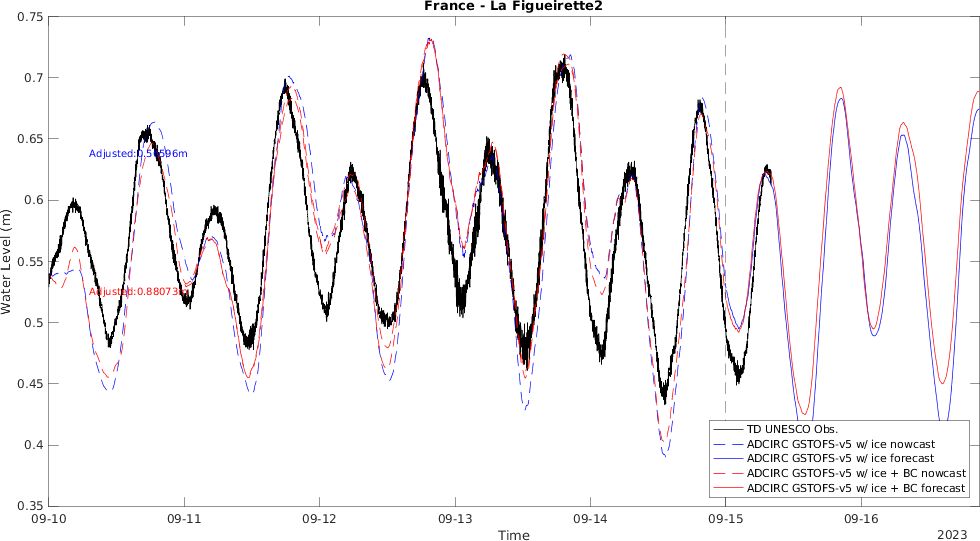 France - La Figueirette2
Water Level (m)
0.75
0.7
0.65
0.6
0.55
0.5
0.45
0.4
0.35
Adjusted:0.56596m
Adjusted:0.88073m
TD UNESCO Obs.
ADCIRC GSTOFS-v5 w/ ice nowcast
ADCIRC GSTOFS-v5 w/ ice forecast
ADCIRC GSTOFS-v5 w/ ice + BC nowcast
ADCIRC GSTOFS-v5 w/ ice + BC forecast
09-10 09-11 09-12 09-13 09-14 09-15 09-16
Time
2023